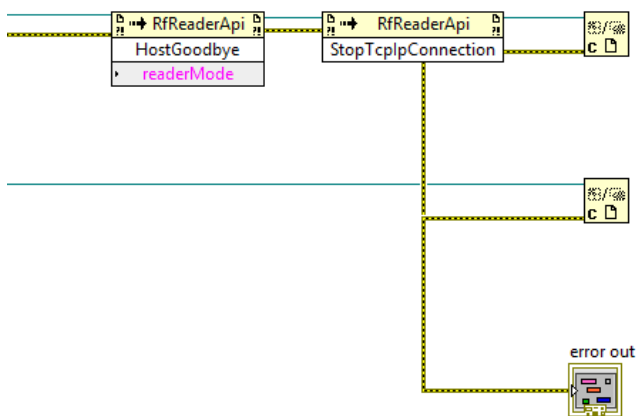 RfReaderApi
HostGoodbye
readerMode
RfReaderApi
StopTcpIpConnection
C
C
error out